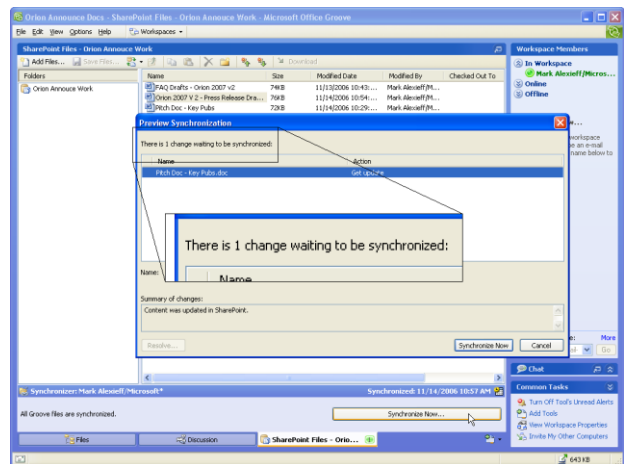 Orion Annouce Docs - SharePoint Files - Orion Annouce Work - Microsoft Office Groove
File Edit View Options Help Workspaces
SharePoint Files - Orion Annouce Work
Add Files... Save Files... Download
Folders
Orion Annouce Work
Name Size Modified Date Modified By Checked Out To
FAQ Drafts - Orion 2007 v2 74KB 11/13/2006 10:43:... Mark Alexieff/M...
Orion 2007 V 2 - Press Release Dra... 76KB 11/14/2006 10:54:... Mark Alexieff/M...
Pitch Doc - Key Pubs 72KB 11/14/2006 10:29:... Mark Alexieff/M...
Workspace Members
In Workspace
Mark Alexieff/Micros...
Online
Offline
w...
workspace
e an e-mail
name below to
Preview Synchronization
There is 1 change waiting to be synchronized:
Name Action
Pitch Doc - Key Pubs.doc Get update
There is 1 change waiting to be synchronized:
Name
Name:
Summary of changes:
Content was updated in SharePoint.
Resolve... Synchronize Now Cancel
e: More
Go
Chat
Synchronizer: Mark Alexieff/Microsoft* Synchronized: 11/14/2006 10:57 AM
All Groove files are synchronized. Synchronize Now...
Files Discussion SharePoint Files - Orio...
Common Tasks
Turn Off Tool's Unread Alerts
Add Tools
View Workspace Properties
Invite My Other Computers
643 KB